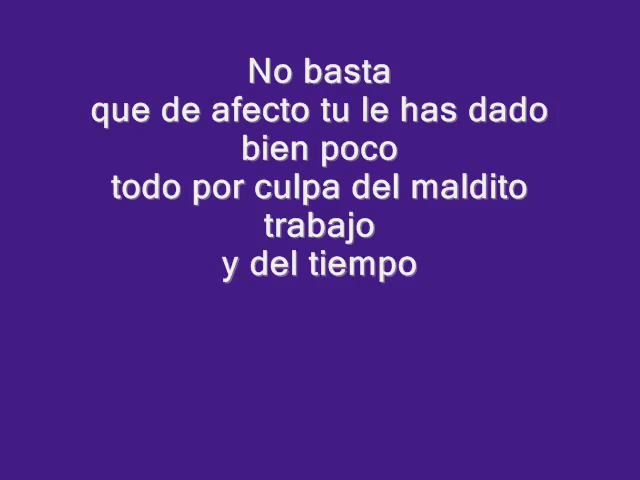 No basta
que de afecto tu le has dado
bien poco
todo por culpa del maldito
trabajo
y del tiempo